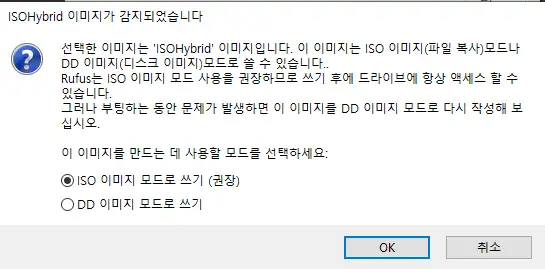 ISOHybrid 이미지가 감지되었습니다
선택한 이미지는 'ISOHybrid' 이미지입니다. 이 이미지는 ISO 이미지(파일 복사)모드나
DD 이미지(디스크 이미지)모드로 쓸 수 있습니다..
Rufus는 ISO 이미지 모드 사용을 권장하므로 쓰기 후에 드라이브에 항상 액세스 할 수
있습니다.
그러나 부팅하는 동안 문제가 발생하면 이 이미지를 DD 이미지 모드로 다시 작성해 보
십시오.
이 이미지를 만드는 데 사용할 모드를 선택하세요:
ISO 이미지 모드로 쓰기 (권장)
DD 이미지 모드로 쓰기
OK 취소